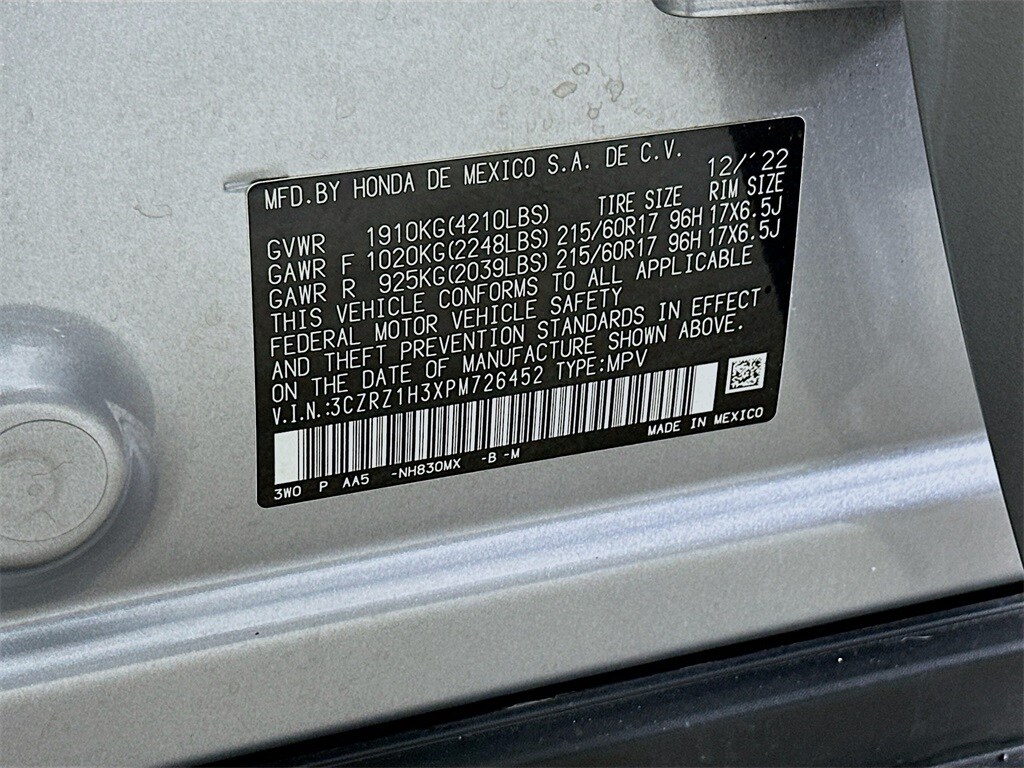 MFD.BY HONDA DE MEXICO S.A. DE C.V. 12/'22
TIRE SIZE RIM SIZE
GVWR 1910KG(4210LBS)
GAWR F 1020KG(2248LBS) 215/60R17 96H 17X6.5J
GAWR R 925KG(2039LBS) 215/60R17 96H 17X6.5J
THIS VEHICLE CONFORMS TO ALL APPLICABLE
FEDERAL MOTOR VEHICLE SAFETY
AND THEFT PREVENTION STANDARDS IN EFFECT
ON THE DATE OF MANUFACTURE SHOWN ABOVE.
V.I.N.:3CZRZ1H3XPM726452 TYPE:MPV
MADE IN MEXICO
3W0 P AA5 -NH830MX -B -M